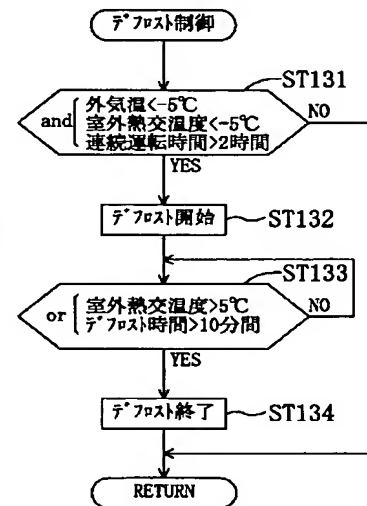 デフロスト制御
ST131
and 外気温<-5℃
室外熱交温度<-5℃
連続運転時間>2時間
NO
YES
デフロスト開始
ST132
ST133
or 室外熱交温度>5℃
デフロスト時間>10分間
NO
YES
デフロスト終了
ST134
RETURN